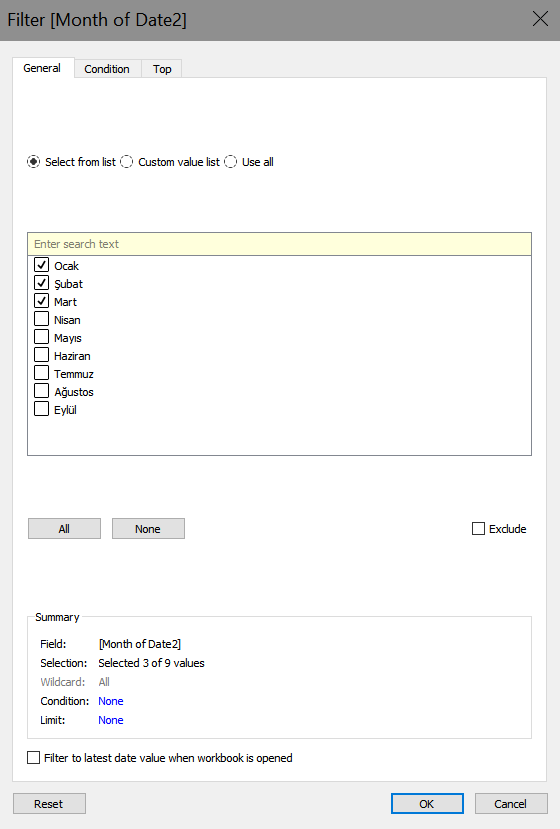 Filter [Month of Date2]
General Condition Top
Select from list Custom value list Use all
Enter search text
Ocak
Şubat
Mart
Nisan
Mayıs
Haziran
Temmuz
Ağustos
Eylül
All None Exclude
Summary
Field: [Month of Date2]
Selection: Selected 3 of 9 values
Wildcard: All
Condition: None
Limit: None
Filter to latest date value when workbook is opened
Reset OK Cancel